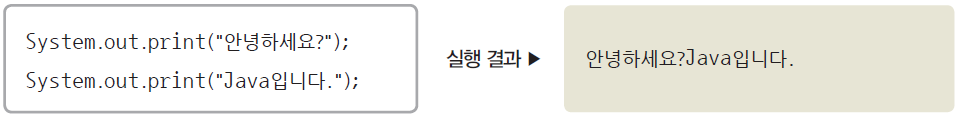 System.out.print("안녕하세요?");
System.out.print("Java입니다.");
실행 결과 ▶
안녕하세요?Java입니다.